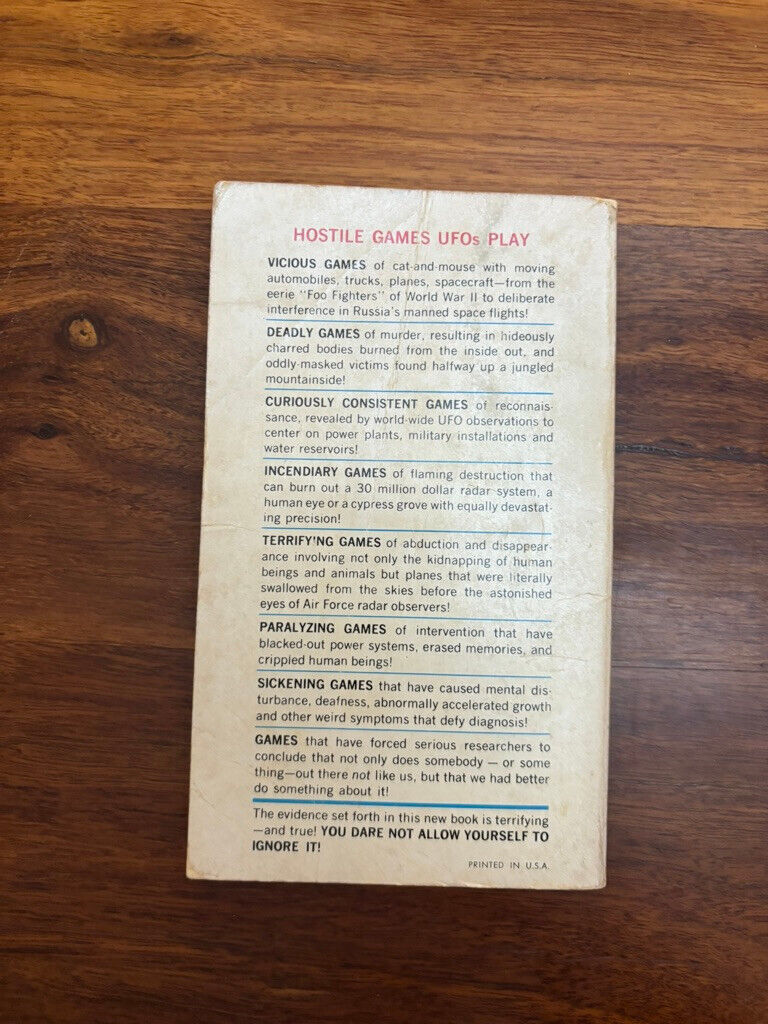 HOSTILE GAMES UFOs PLAY
VICIOUS GAMES of cat-and-mouse with moving
automobiles, trucks, planes, spacecraft—from the
eerie "Foo Fighters" of World War II to deliberate
interference in Russia's manned space flights!
DEADLY GAMES of murder, resulting in hideously
charred bodies burned from the inside out, and
oddly-masked victims found halfway up a jungled
mountainside!
CURIOUSLY CONSISTENT GAMES of reconnais-
sance, revealed by world-wide UFO observations to
center on power plants, military installations and
water reservoirs!
INCENDIARY GAMES of flaming destruction that
can burn out a 30 million dollar radar system, a
human eye or a cypress grove with equally devastat-
ing precision!
TERRIFYING GAMES of abduction and disappear-
ance involving not only the kidnapping of human
beings and animals but planes that were literally
swallowed from the skies before the astonished
eyes of Air Force radar observers!
PARALYZING GAMES of intervention that have
blacked-out power systems, erased memories, and
crippled human beings!
SICKENING GAMES that have caused mental dis-
turbance, deafness, abnormally accelerated growth
and other weird symptoms that defy diagnosis!
GAMES that have forced serious researchers to
conclude that not only does somebody — or some
thing—out there not like us, but that we had better
do something about it!
The evidence set forth in this new book is terrifying
—and true! YOU DARE NOT ALLOW YOURSELF TO
IGNORE IT!
PRINTED IN U.S.A.